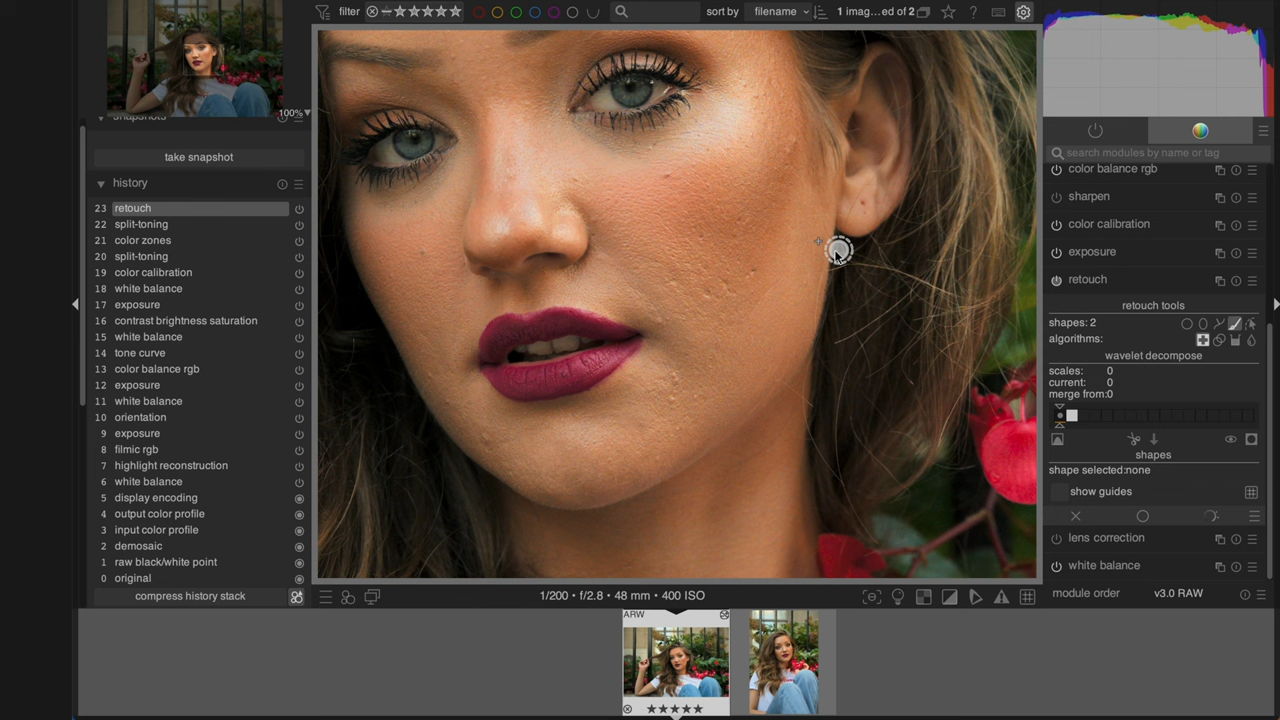 filter
sort by filename
1 imag...ed of 2
100%
snapshots
take snapshot
history
23 retouch
22 split-toning
21 color zones
20 split-toning
19 color calibration
18 white balance
17 exposure
16 contrast brightness saturation
15 white balance
14 tone curve
13 color balance rgb
12 exposure
11 white balance
10 orientation
9 exposure
8 filmic rgb
7 highlight reconstruction
6 white balance
5 display encoding
4 output color profile
3 input color profile
2 demosaic
1 raw black/white point
0 original
compress history stack
1/200 • f/2.8 • 48 mm • 400 ISO
search modules by name or tag
color balance rgb
sharpen
color calibration
exposure
retouch
retouch tools
shapes: 2
algorithms:
wavelet decompose
scales: 0
current: 0
merge from:0
shapes
shape selected:none
show guides
lens correction
white balance
module order v3.0 RAW
ARW